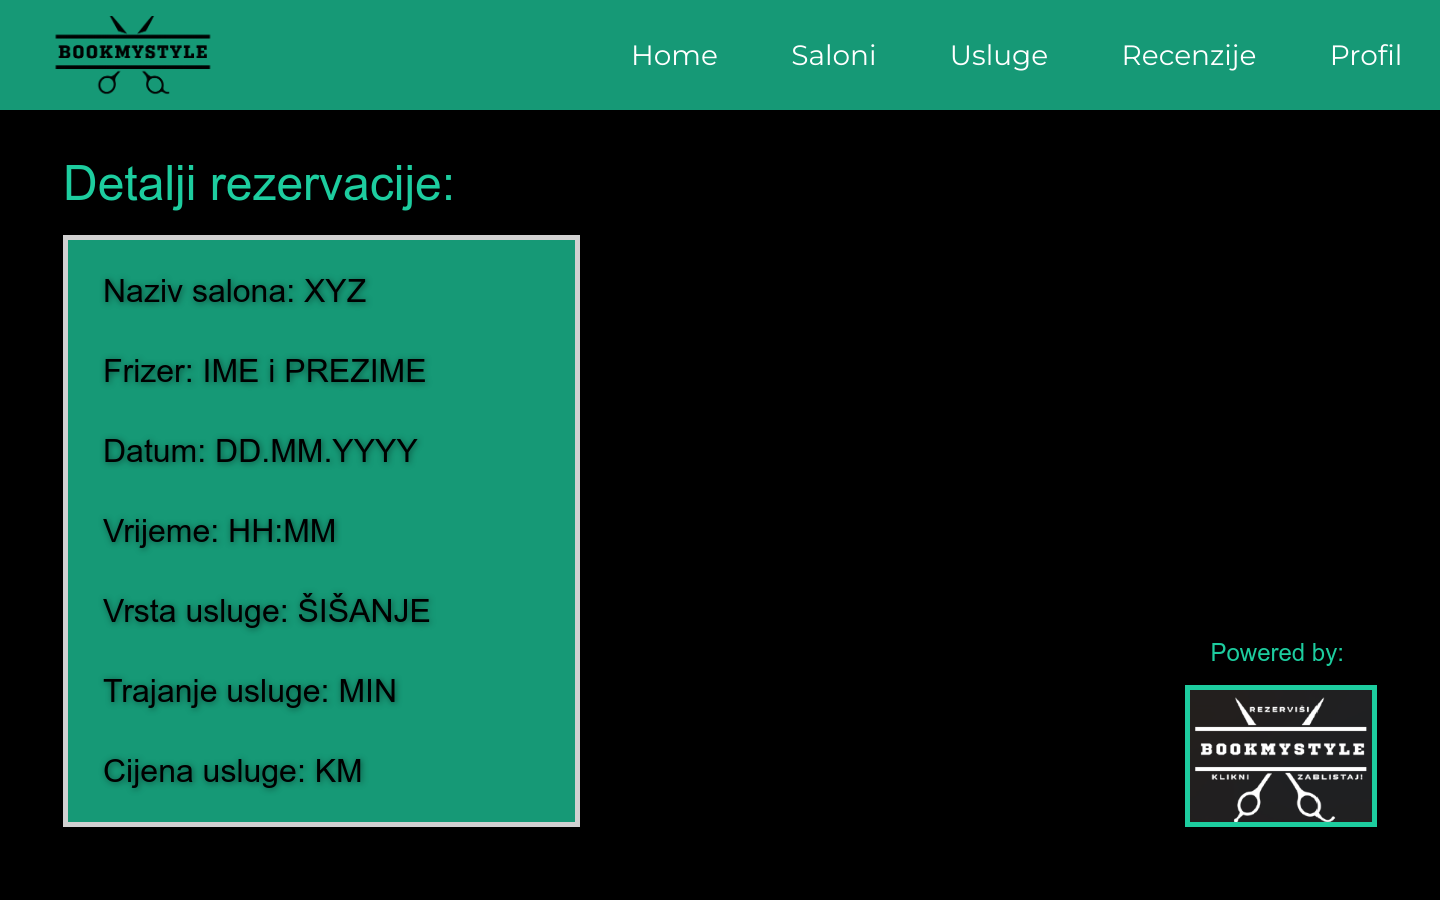 BOOKMYSTYLE
Home Saloni Usluge Recenzije Profil
Detalji rezervacije:
Naziv salona: XYZ
Frizer: IME i PREZIME
Datum: DD.MM.YYYY
Vrijeme: HH:MM
Vrsta usluge: ŠIŠANJE
Trajanje usluge: MIN
Cijena usluge: KM
Powered by:
REZERVIŠI
BOOKMYSTYLE
KLIKNI ZABLISTAJ!